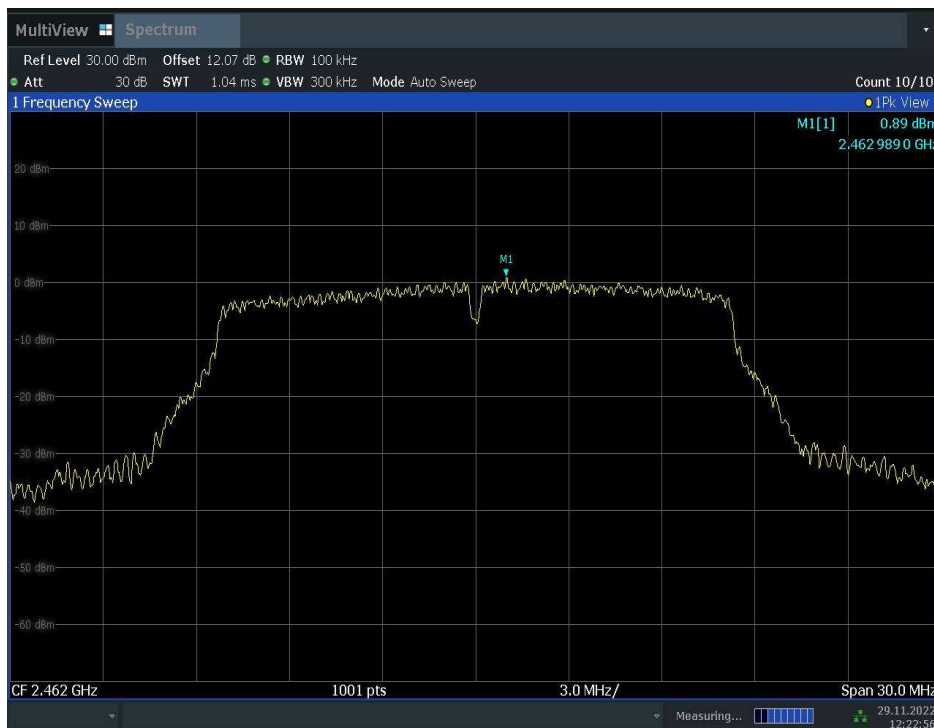 MultiView Spectrum
Ref Level 30.00 dBm Offset 12.07 dB RBW 100 kHz
Att 30 dB SWT 1.04 ms VBW 300 kHz Mode Auto Sweep Count 10/10
1 Frequency Sweep 1Pk View
M1[1] 0.89 dBm
2.462 989 0 GHz
20 dBm
10 dBm
M1
0 dBm
-10 dBm
-20 dBm
-30 dBm
-40 dBm
-50 dBm
-60 dBm
CF 2.462 GHz 1001 pts 3.0 MHz/ Span 30.0 MHz
Measuring... 29.11.2022
12:22:56